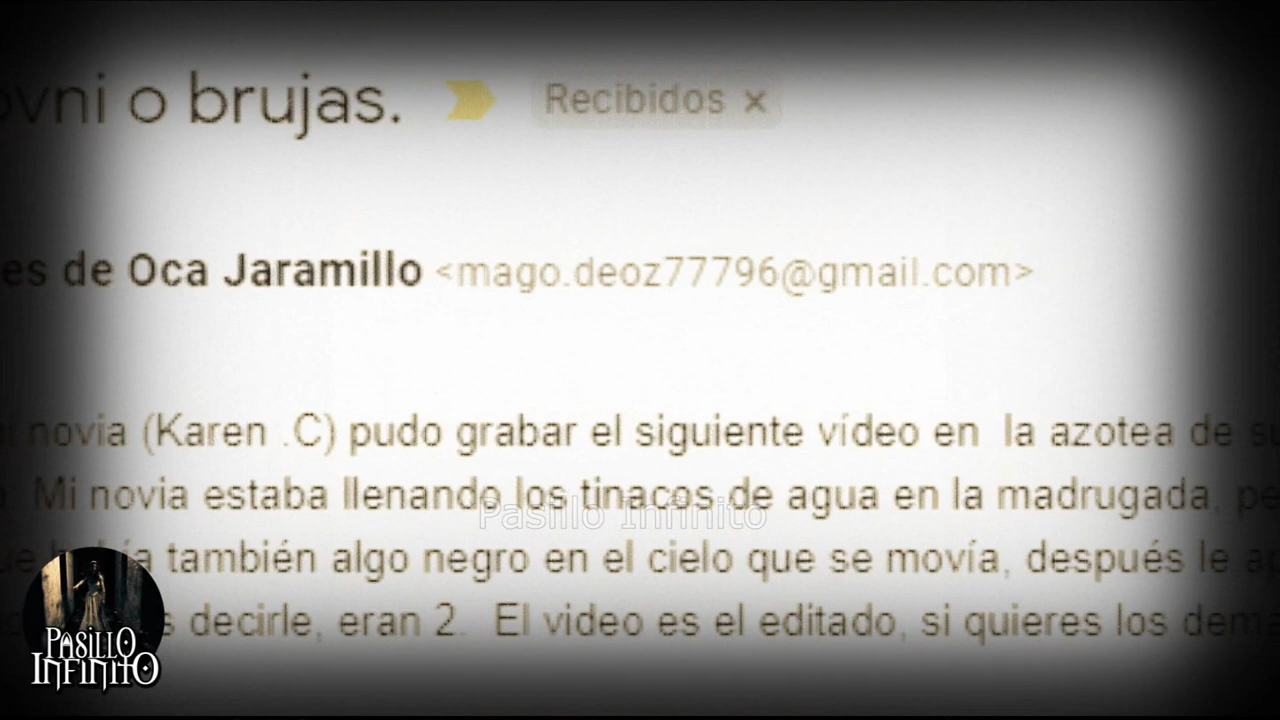 ovni o brujas. Recibidos ×
es de Oca Jaramillo <mago.deoz77796@gmail.com>
novia (Karen .C) pudo grabar el siguiente vídeo en la azotea de
Mi novia estaba llenando los tinacos de agua en la madrugada,
Pasillo Infinito
también algo negro en el cielo que se movía, después le
decirle, eran 2. El video es el editado, si quieres los
PASILLO
INFINITO